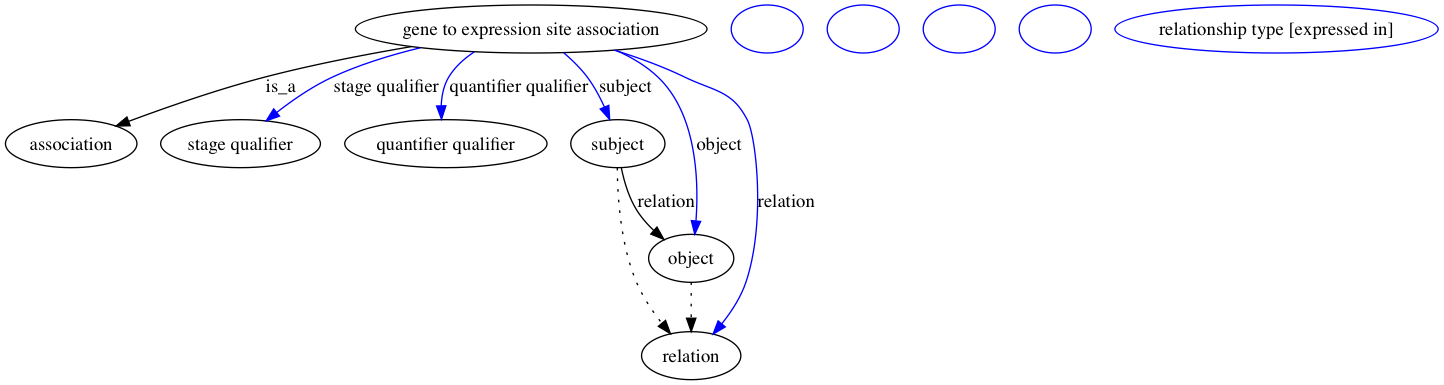 gene to expression site association
relationship type [expressed in]
is_a
stage qualifier
quantifier qualifier
subject
association
stage qualifier
quantifier qualifier
subject
object
relation
relation
object
relation